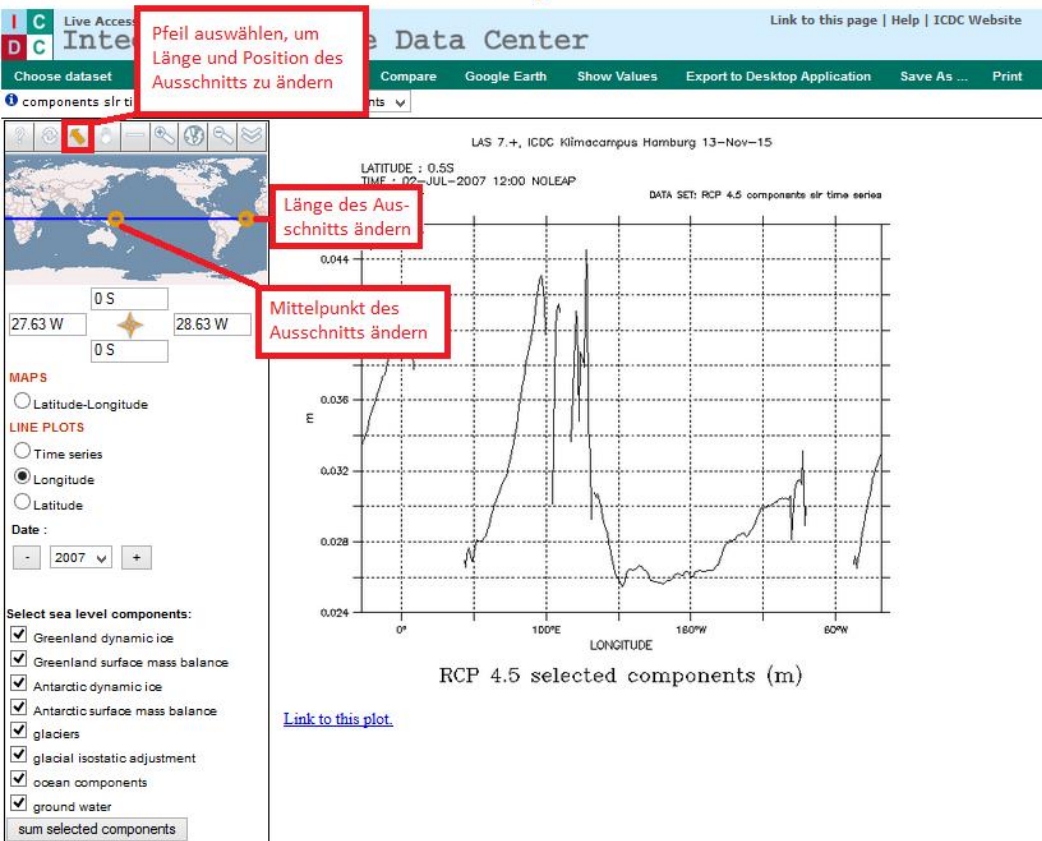 I C
D C
Live Access
Link to this page | Help | ICDC Website
Data Center
Pfeil auswählen, um
Länge und Position des
Ausschnitts zu ändern
Choose dataset
Compare
Google Earth
Show Values
Export to Desktop Application
Save As ...
Print
components slr ti
nts
LAS 7.+, ICDC Klimacampus Hamburg 13-Nov-15
LATITUDE : 0.5S
TIME : 02-JUL-2007 12:00 NOLEAP
DATA SET: RCP 4.5 components slr time series
Länge des Aus-
schnitts ändern
Mittelpunkt des
Ausschnitts ändern
0 S
27.63 W
28.63 W
0 S
MAPS
Latitude-Longitude
LINE PLOTS
Time series
Longitude
Latitude
Date :
-
2007
+
Select sea level components:
Greenland dynamic ice
Greenland surface mass balance
Antarctic dynamic ice
Antarctic surface mass balance
glaciers
glacial isostatic adjustment
ocean components
ground water
sum selected components
0.044
0.036
m
0.032
0.028
0.024
0°
100°E
160°W
60°W
LONGITUDE
RCP 4.5 selected components (m)
Link to this plot.